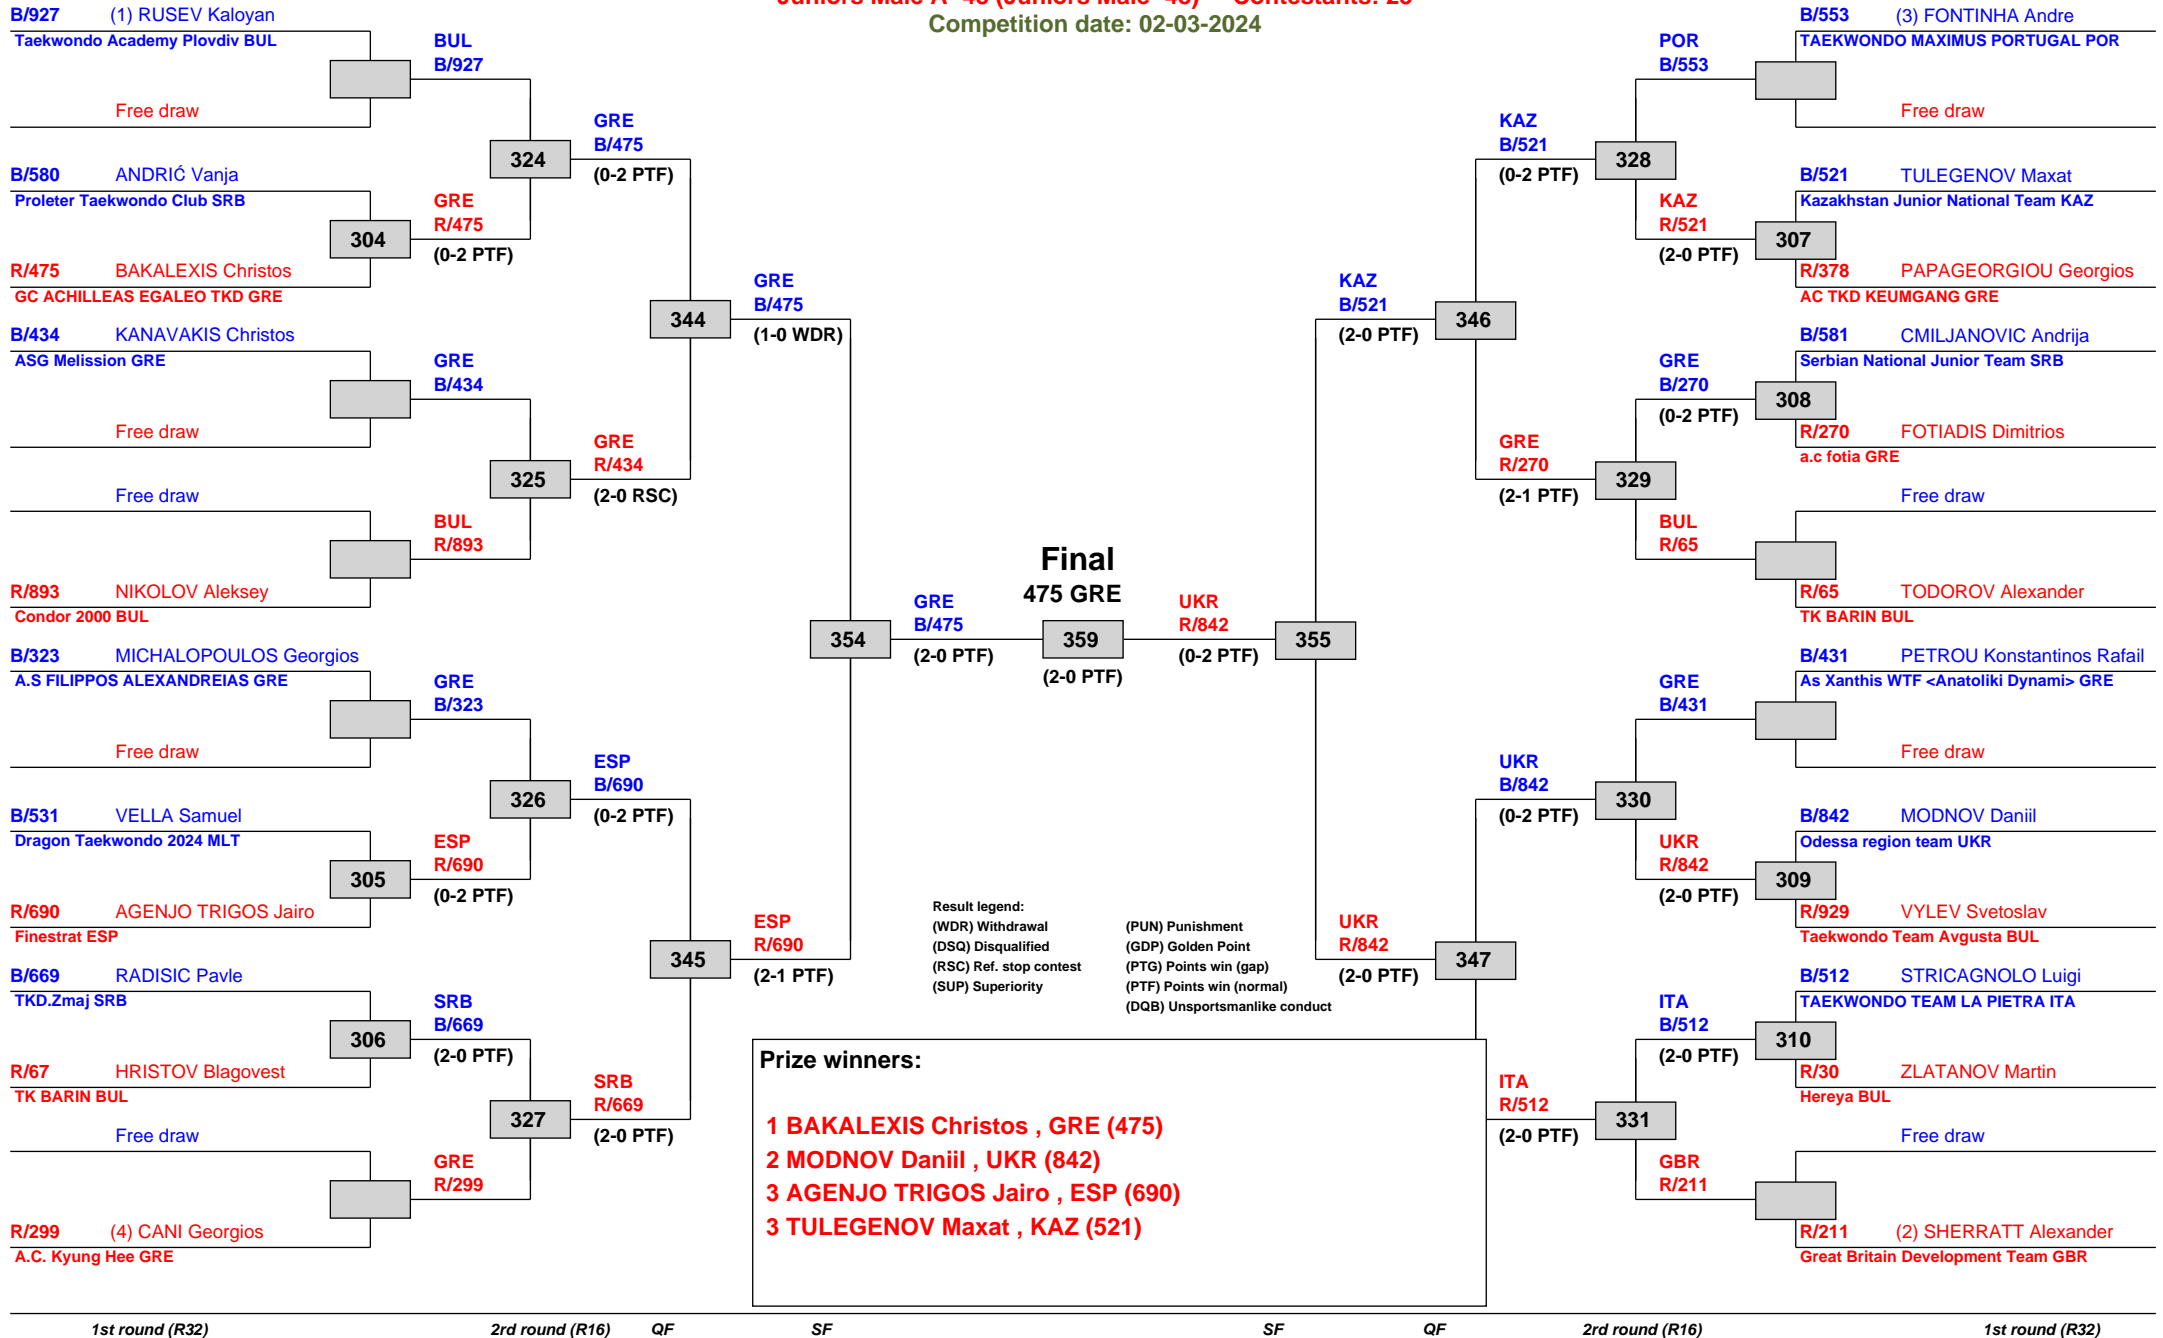 Competition date: 02-03-2024
B/927 (1) RUSEV Kaloyan
Taekwondo Academy Plovdiv BUL
Free draw
B/580 ANDRIĆ Vanja
Proleter Taekwondo Club SRB
304
R/475 BAKALEXIS Christos
GC ACHILLEAS EGALEO TKD GRE
B/434 KANAVAKIS Christos
ASG Melission GRE
Free draw
Free draw
R/893 NIKOLOV Aleksey
Condor 2000 BUL
B/323 MICHALOPOULOS Georgios
A.S FILIPPOS ALEXANDREIAS GRE
Free draw
B/531 VELLA Samuel
Dragon Taekwondo 2024 MLT
305
R/690 AGENJO TRIGOS Jairo
Finestrat ESP
B/669 RADISIC Pavle
TKD.Zmaj SRB
306
R/67 HRISTOV Blagovest
TK BARIN BUL
Free draw
R/299 (4) CANI Georgios
A.C. Kyung Hee GRE
BUL
B/927
324
GRE
R/475
(0-2 PTF)
GRE
B/434
325
BUL
R/893
GRE
B/323
326
ESP
R/690
(0-2 PTF)
SRB
B/669
(2-0 PTF)
327
GRE
R/299
GRE
B/475
(0-2 PTF)
344
GRE
R/434
(2-0 RSC)
ESP
B/690
(0-2 PTF)
345
SRB
R/669
(2-0 PTF)
GRE
B/475
(1-0 WDR)
354
ESP
R/690
(2-1 PTF)
GRE
B/475
(2-0 PTF)
Final
475 GRE
359
(2-0 PTF)
UKR
R/842
(0-2 PTF)
355
KAZ
B/521
(2-0 PTF)
346
UKR
R/842
(2-0 PTF)
347
KAZ
B/521
(0-2 PTF)
328
GRE
R/270
(2-1 PTF)
329
UKR
B/842
(0-2 PTF)
330
ITA
R/512
(2-0 PTF)
331
POR
B/553
KAZ
R/521
(2-0 PTF)
GRE
B/270
(0-2 PTF)
BUL
R/65
GRE
B/431
UKR
R/842
(2-0 PTF)
ITA
B/512
(2-0 PTF)
GBR
R/211
B/553 (3) FONTINHA Andre
TAEKWONDO MAXIMUS PORTUGAL POR
Free draw
B/521 TULEGENOV Maxat
Kazakhstan Junior National Team KAZ
307
R/378 PAPAGEORGIOU Georgios
AC TKD KEUMGANG GRE
B/581 CMILJANOVIC Andrija
Serbian National Junior Team SRB
308
R/270 FOTIADIS Dimitrios
a.c fotia GRE
Free draw
R/65 TODOROV Alexander
TK BARIN BUL
B/431 PETROU Konstantinos Rafail
As Xanthis WTF <Anatoliki Dynami> GRE
Free draw
B/842 MODNOV Daniil
Odessa region team UKR
309
R/929 VYLEV Svetoslav
Taekwondo Team Avgusta BUL
B/512 STRICAGNOLO Luigi
TAEKWONDO TEAM LA PIETRA ITA
310
R/30 ZLATANOV Martin
Hereya BUL
Free draw
R/211 (2) SHERRATT Alexander
Great Britain Development Team GBR
Result legend:
(WDR) Withdrawal (PUN) Punishment
(DSQ) Disqualified (GDP) Golden Point
(RSC) Ref. stop contest (PTG) Points win (gap)
(SUP) Superiority (PTF) Points win (normal)
(DQB) Unsportsmanlike conduct
Prize winners:
1 BAKALEXIS Christos , GRE (475)
2 MODNOV Daniil , UKR (842)
3 AGENJO TRIGOS Jairo , ESP (690)
3 TULEGENOV Maxat , KAZ (521)
1st round (R32) 2rd round (R16) QF SF SF QF 2rd round (R16) 1st round (R32)